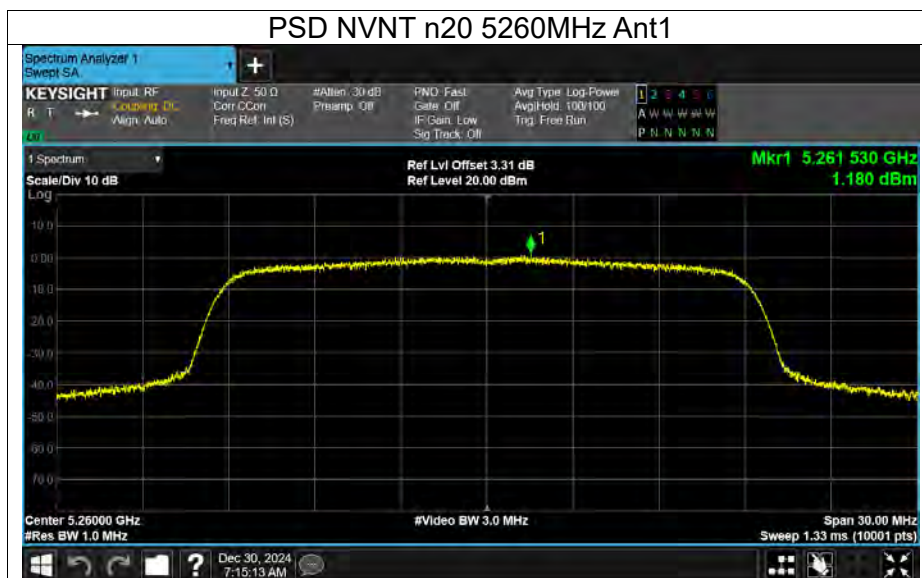 PSD NVNT n20 5260MHz Ant1
Spectrum Analyzer 1
Swept SA
+
KEYSIGHT Input: RF Input Z: 50 Ω #Atten: 30 dB PNO: Fast Avg Type: Log-Power 1 2 3 4 5 6
R T Coupling: DC Corr CCorr Preamp: Off Gate: Off Avg|Hold: 100/100 A W W W W W
Align: Auto Freq Ref: Int (S) IF Gain: Low Trig: Free Run P N N N N N
Sig Track: Off
1 Spectrum Ref Lvl Offset 3.31 dB Mkr1 5.261 530 GHz
Scale/Div 10 dB Ref Level 20.00 dBm 1.180 dBm
Log
10.0
1
0.00
-10.0
-20.0
-30.0
-40.0
-50.0
-60.0
-70.0
Center 5.26000 GHz #Video BW 3.0 MHz Span 30.00 MHz
#Res BW 1.0 MHz Sweep 1.33 ms (10001 pts)
? Dec 30, 2024
7:15:13 AM